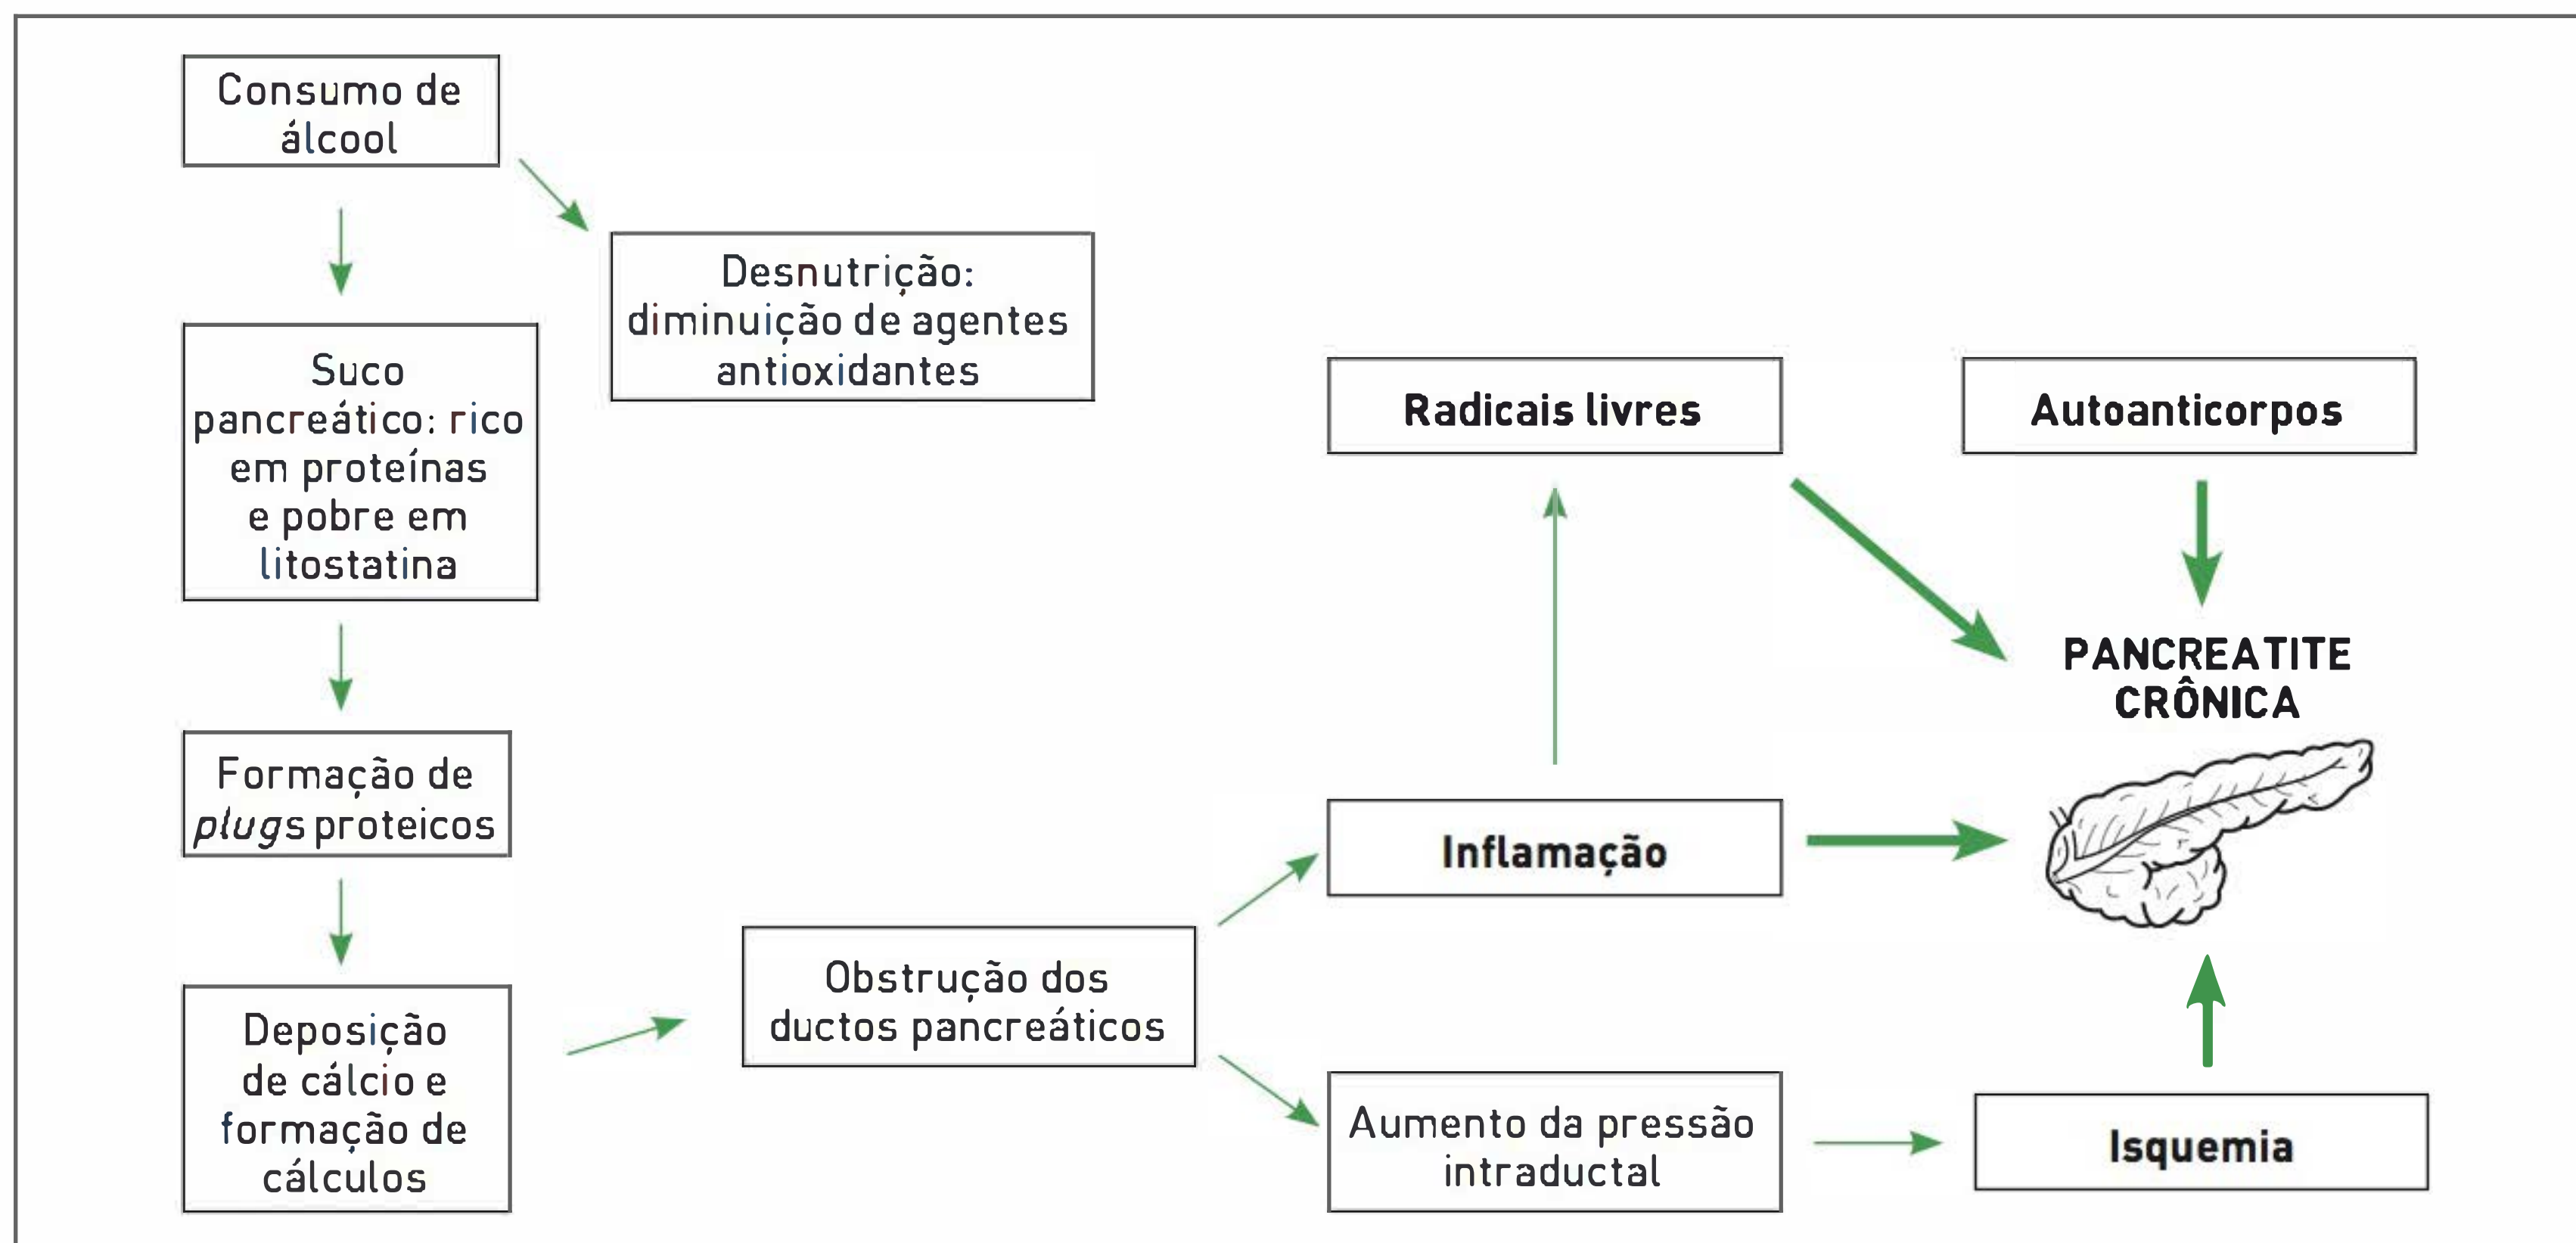 Consumo de
álcool
Desnutrição:
diminuição de agentes
antioxidantes
Suco
pancreático: rico
em proteínas
e pobre em
litostatina
Formação de
plugs proteicos
Deposição
de cálcio e
formação de
cálculos
Obstrução dos
ductos pancreáticos
Radicais livres
Autoanticorpos
Inflamação
Aumento da pressão
intraductal
Isquemia
PANCREATITE
CRÔNICA